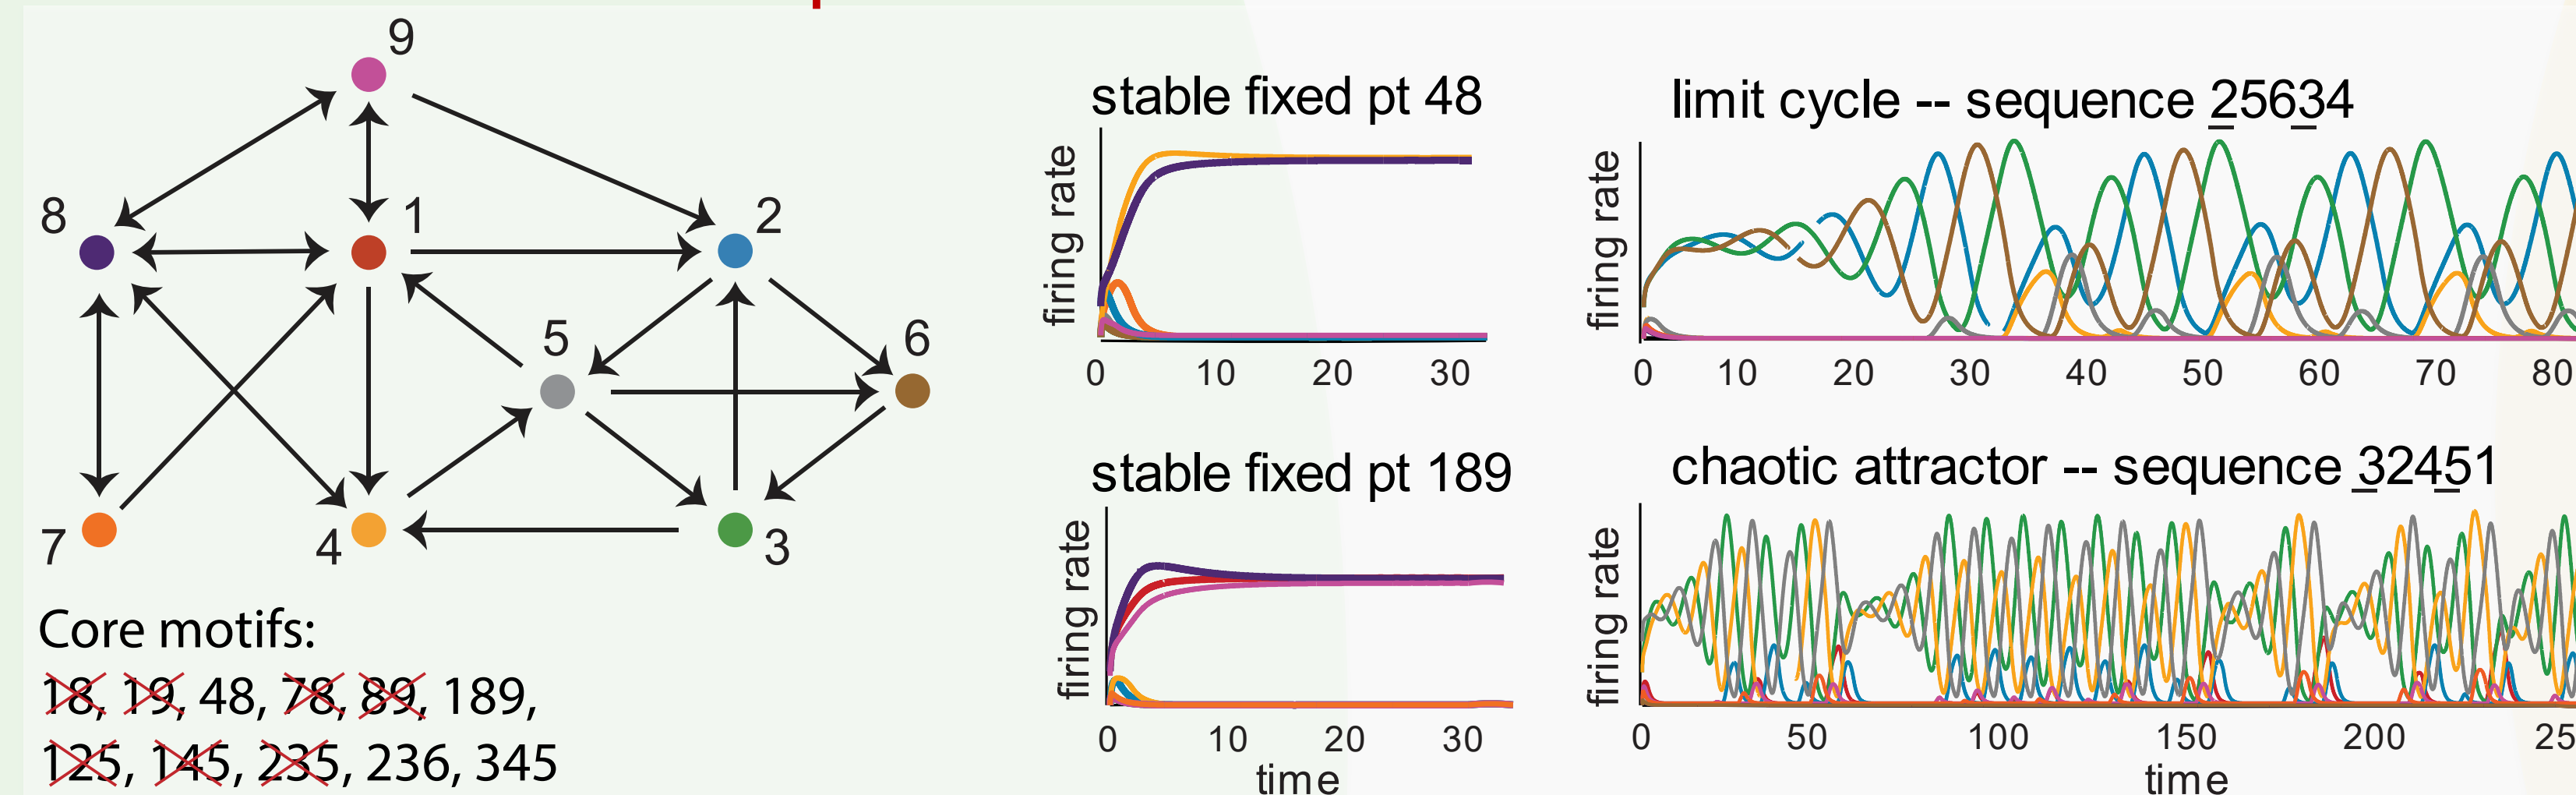 9
8
1
2
5
6
7
4
3
Core motifs:
18, 19, 48, 78, 89, 189,
125, 145, 235, 236, 345
stable fixed pt 48
firing rate
0 10 20 30
limit cycle -- sequence 25634
firing rate
0 10 20 30 40 50 60 70 80
stable fixed pt 189
firing rate
0 10 20 30
time
chaotic attractor -- sequence 32451
firing rate
0 50 100 150 200 25
time